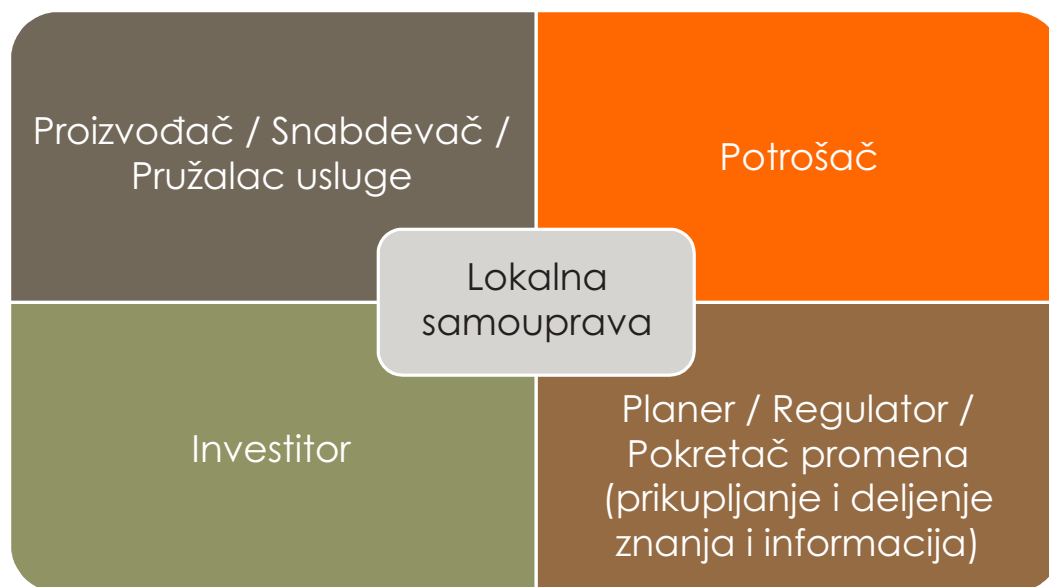 Proizvođač / Snabdevač /
Pružalac usluge
Potrošač
Lokalna
samouprava
Investitor
Planer / Regulator /
Pokretač promena
(prikupljanje i deljenje
znanja i informacija)